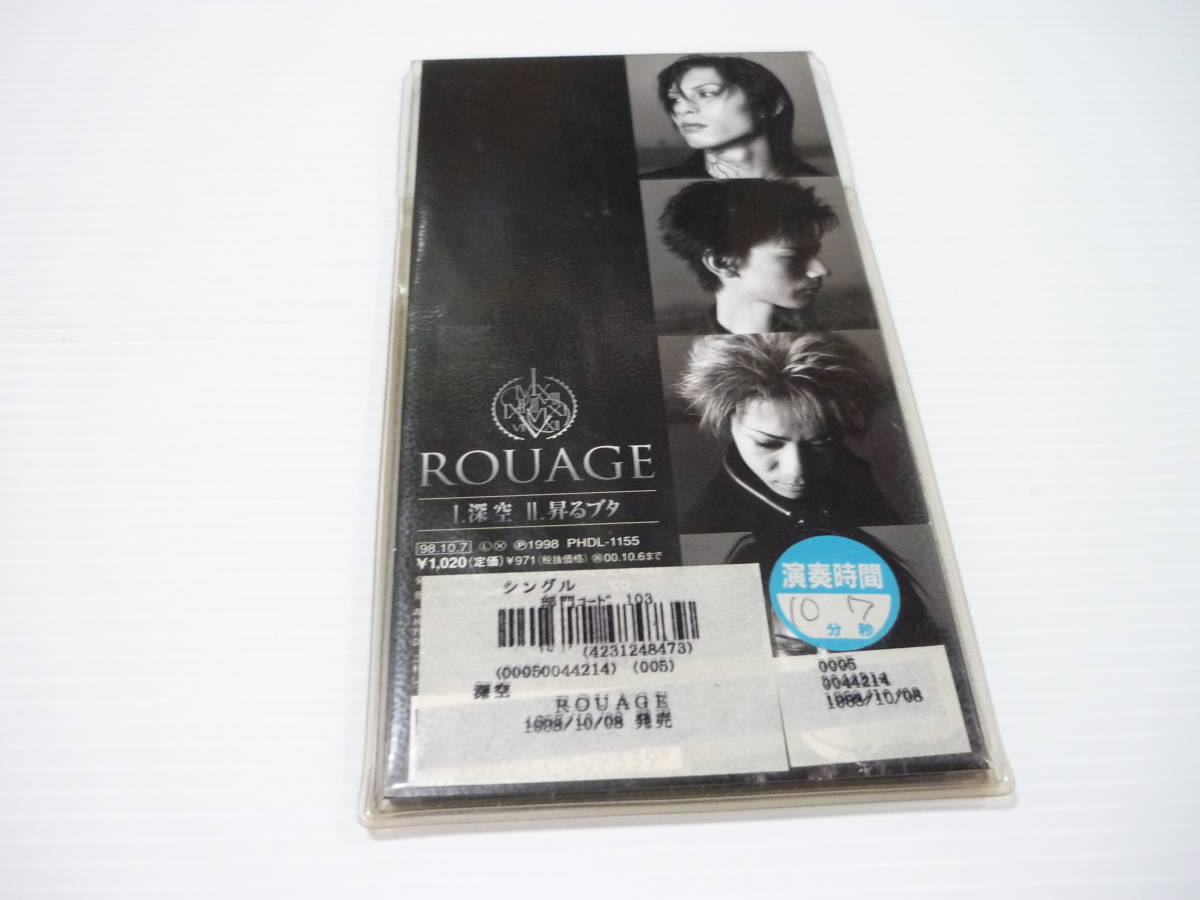 ROUAGE
I.深空 II.昇るブタ
98.10.7 Ⓛ Ⓧ Ⓟ1998 PHDL-1155
¥1,020(定価)¥971(税抜価格)㋱00.10.6まで
シングル
部門コード 103
(4231248473)
(00050044214) (005)
深空
ROUAGE
1998/10/08 発売
演奏時間
10 7
分 秒
0005
0044214
1998/10/08